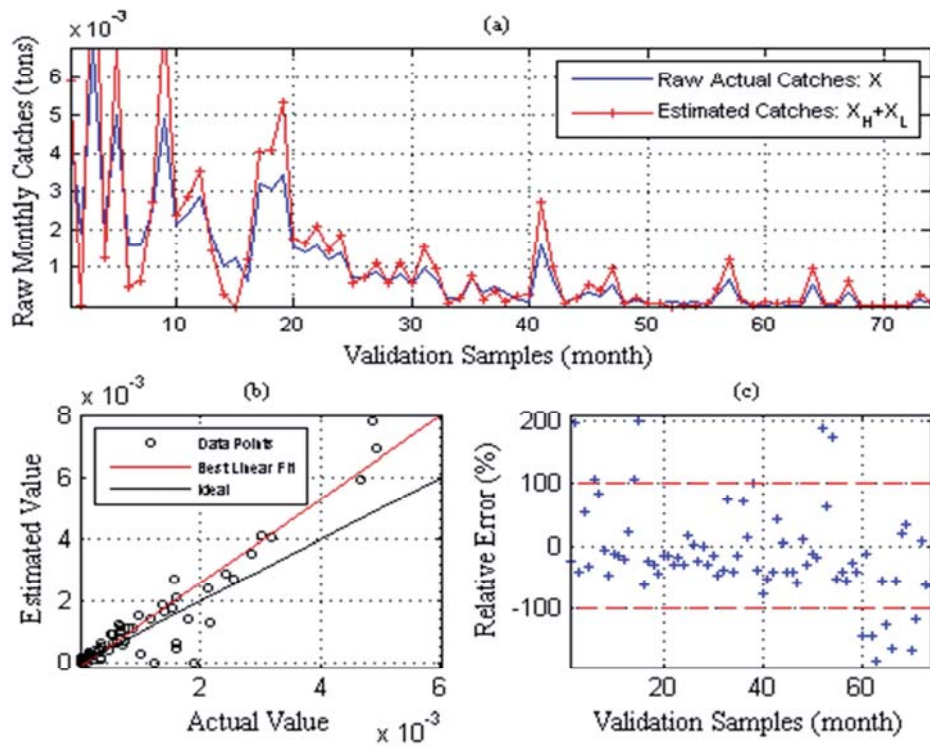 (a)
x 10⁻³
Raw Monthly Catches (tons)
6
5
4
3
2
1
Raw Actual Catches: X
Estimated Catches: X_H+X_L
10 20 30 40 50 60 70
Validation Samples (month)
(b)
x 10⁻³
Estimated Value
8
6
4
2
0
Data Points
Best Linear Fit
Ideal
2 4 6
Actual Value
x 10⁻³
(c)
Relative Error (%)
200
100
0
-100
20 40 60
Validation Samples (month)